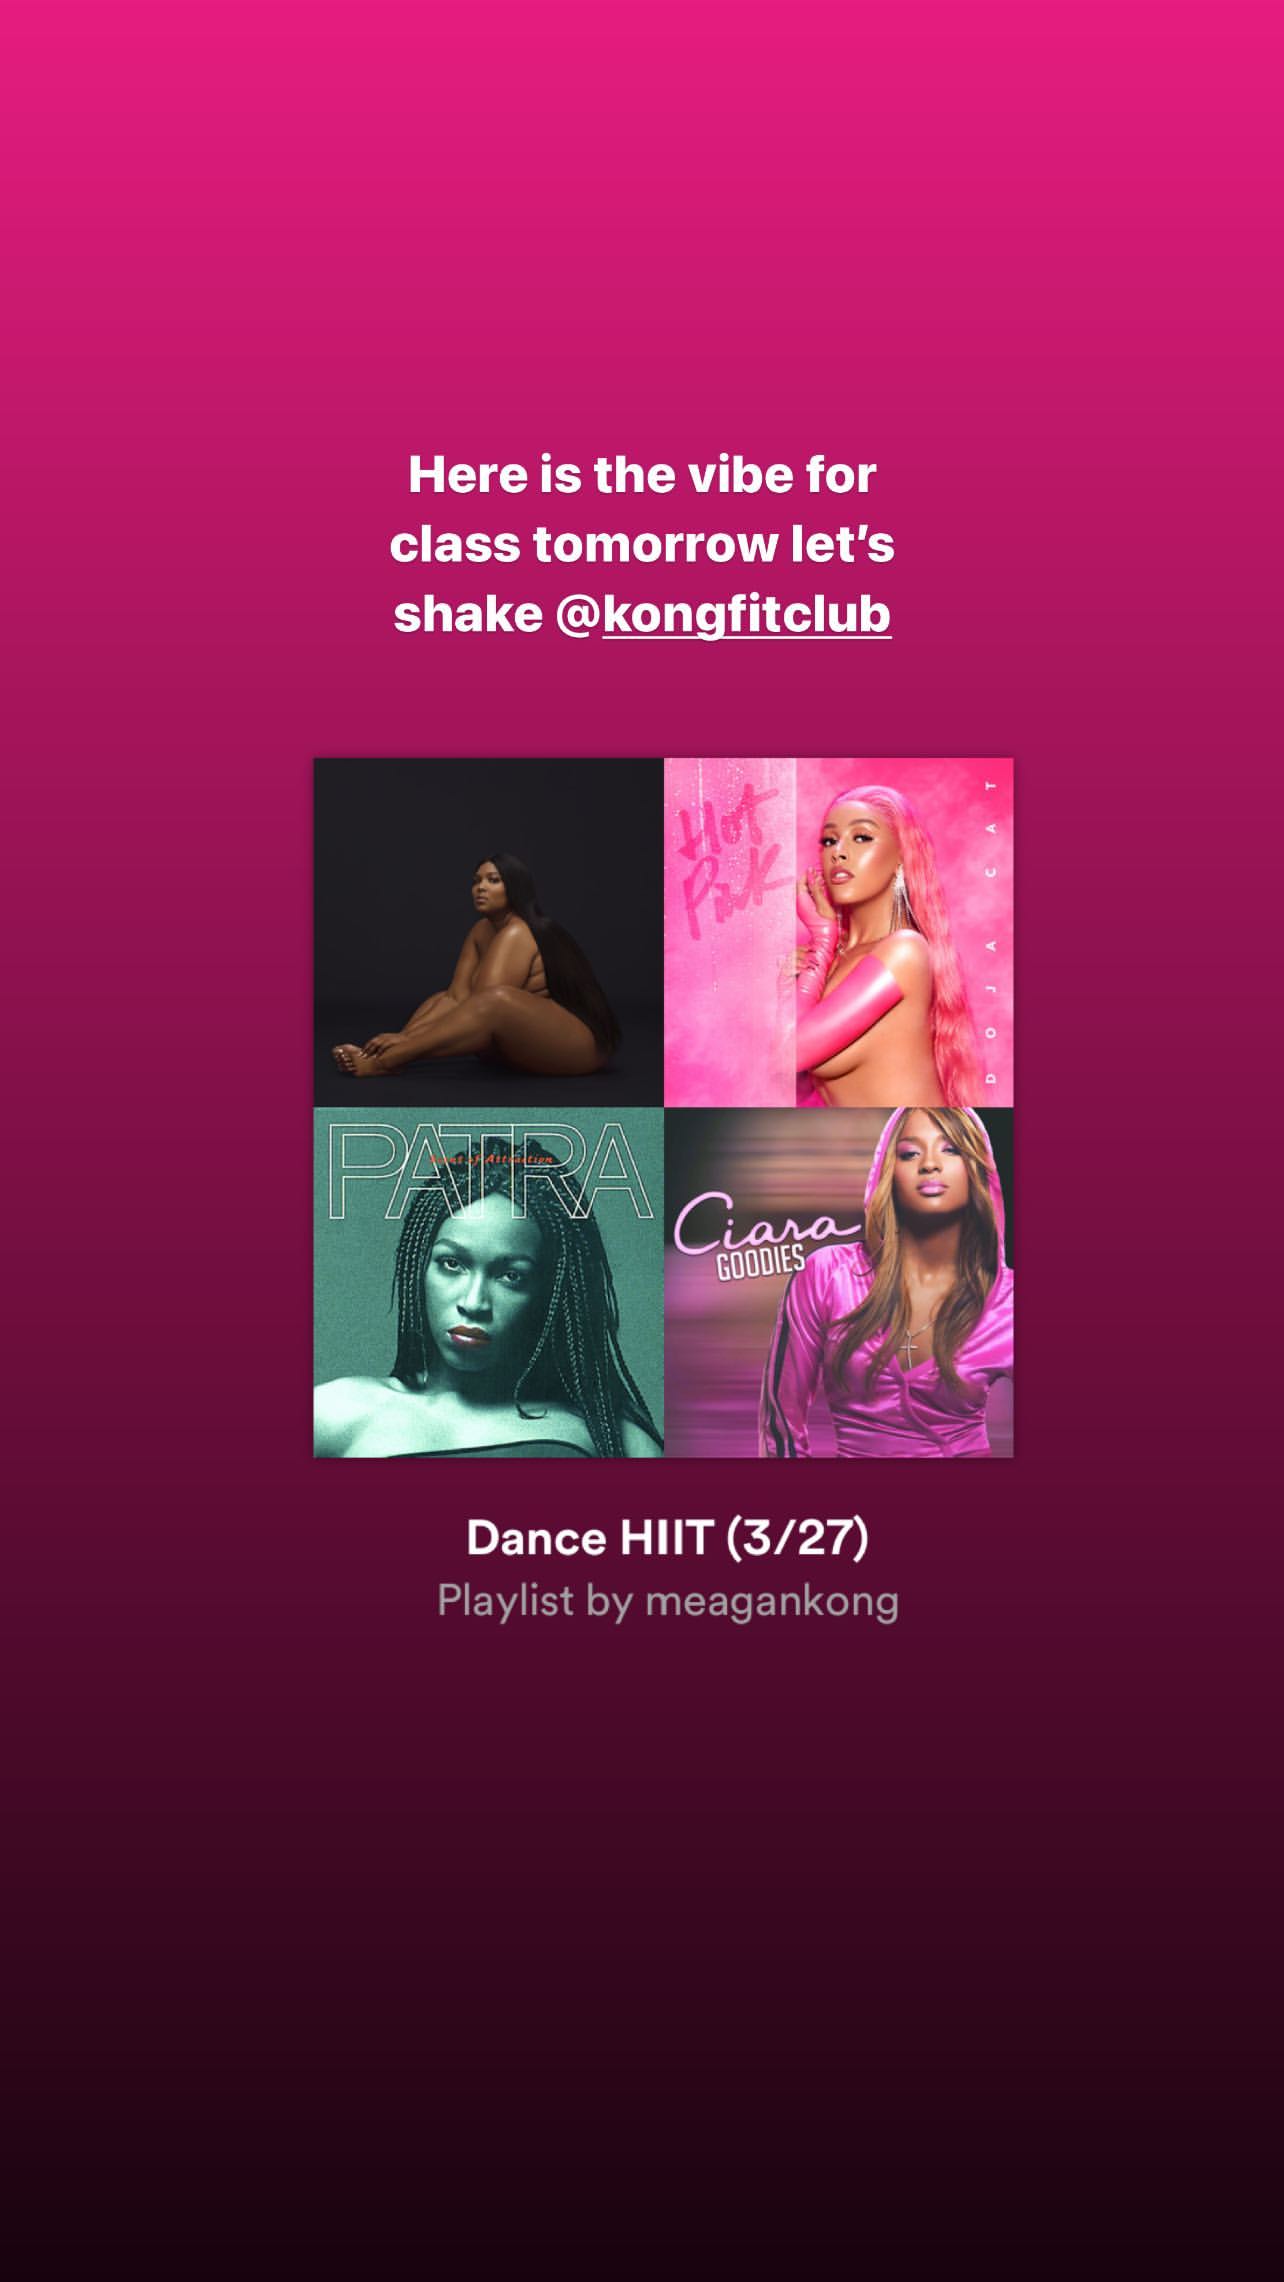 Here is the vibe for
class tomorrow let’s
shake @kongfitclub
Hot
Pink
DOJA CAT
PATRA
Scent of Attraction
Ciara
GOODIES
Dance HIIT (3/27)
Playlist by meagankong